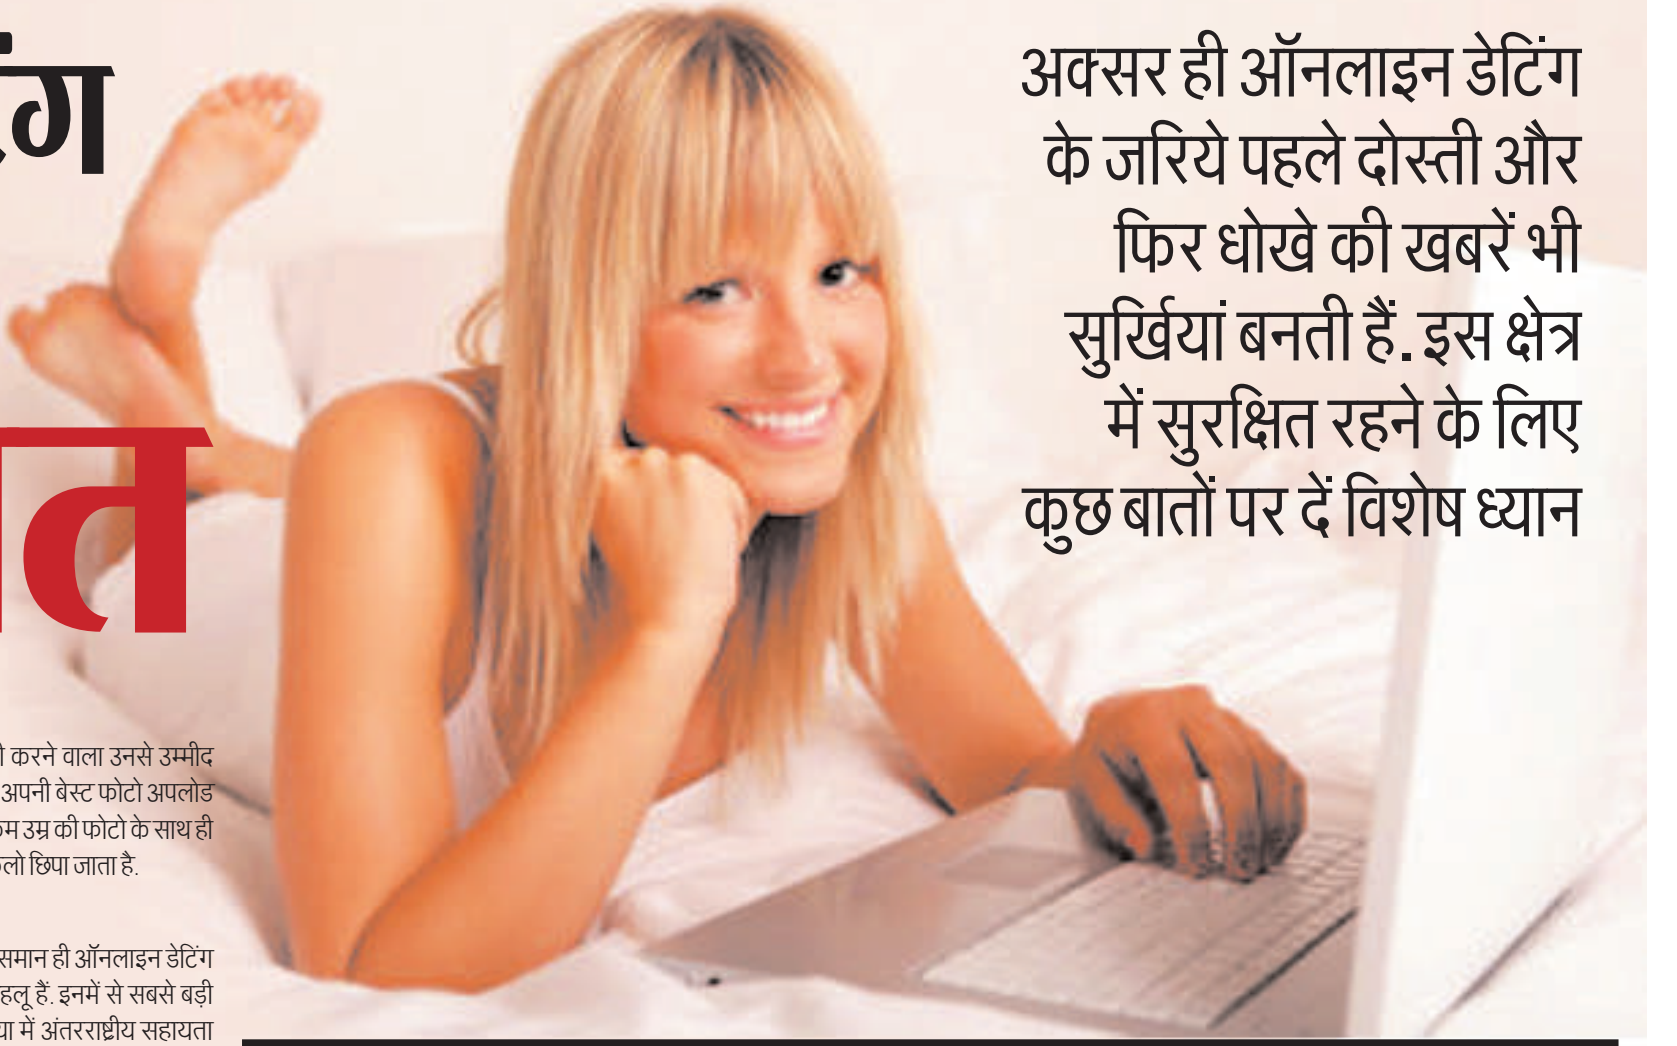 अक्सर ही ऑनलाइन डेटिंग
के जरिये पहले दोस्ती और
फिर धोखे की खबरें भी
सुर्खियां बनती हैं. इस क्षेत्र
में सुरक्षित रहने के लिए
कुछ बातों पर दें विशेष ध्यान
करने वाला उनसे उम्मीद
अपनी बेस्ट फोटो अपलोड
उम्र की फोटो के साथ ही
छिपा जाता है.
समान ही ऑनलाइन डेटिंग
हैं. इनमें से सबसे बड़ी
में अंतरराष्ट्रीय सहायता